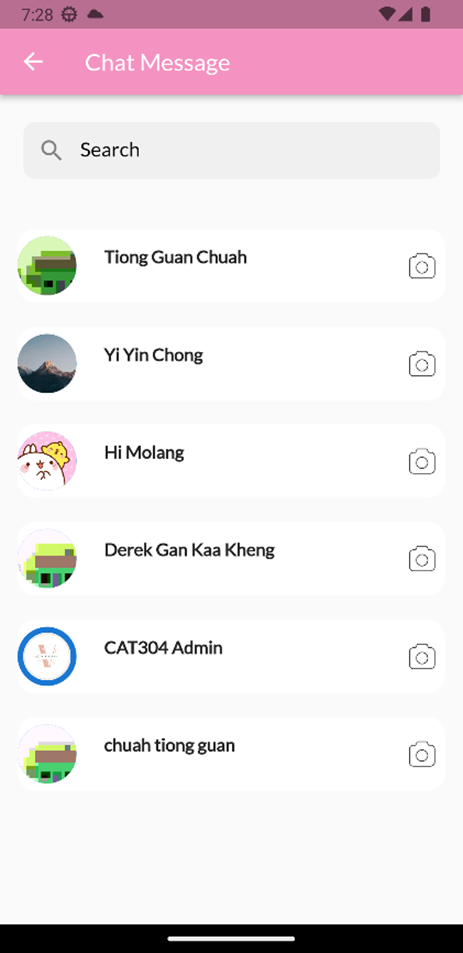 7:28
Chat Message
Search
Tiong Guan Chuah
Yi Yin Chong
Hi Molang
Derek Gan Kaa Kheng
CAT304 Admin
chuah tiong guan